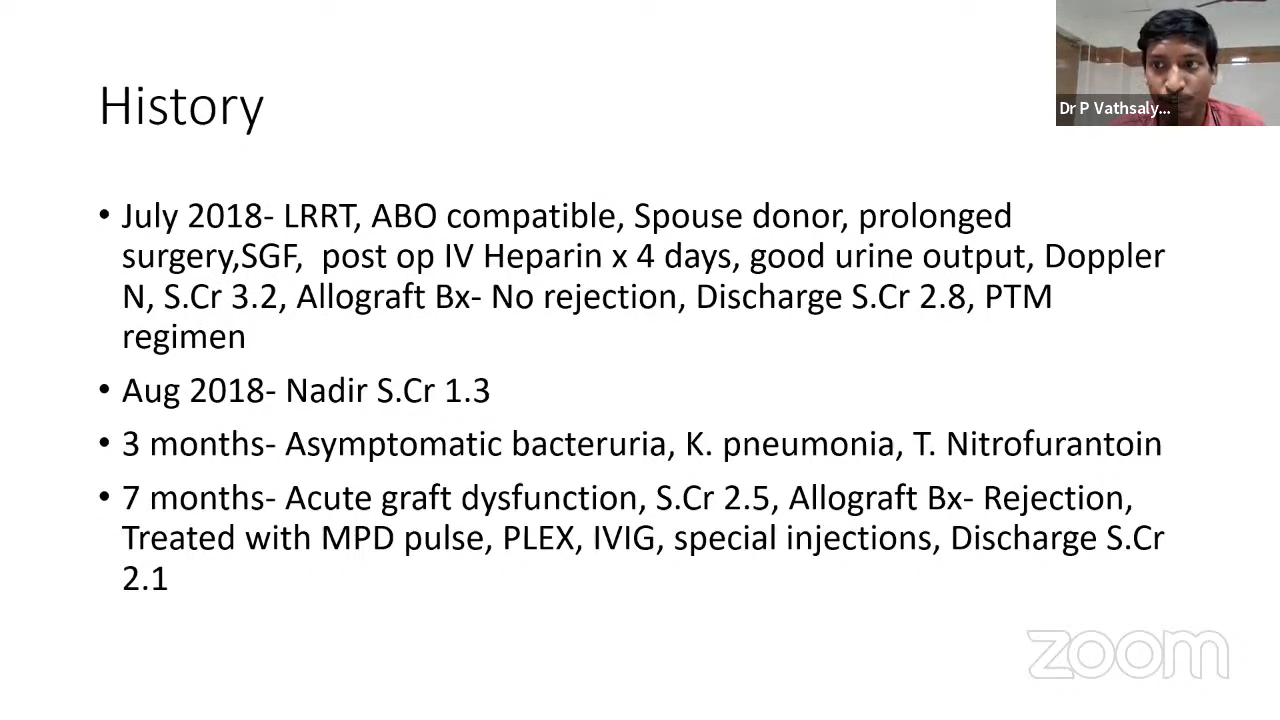 History
• July 2018- LRRT, ABO compatible, Spouse donor, prolonged
surgery,SGF,  post op IV Heparin x 4 days, good urine output, Doppler
N, S.Cr 3.2, Allograft Bx- No rejection, Discharge S.Cr 2.8, PTM
regimen
• Aug 2018- Nadir S.Cr 1.3
• 3 months- Asymptomatic bacteruria, K. pneumonia, T. Nitrofurantoin
• 7 months- Acute graft dysfunction, S.Cr 2.5, Allograft Bx- Rejection,
Treated with MPD pulse, PLEX, IVIG, special injections, Discharge S.Cr
2.1
Dr P Vathsaly...
zoom